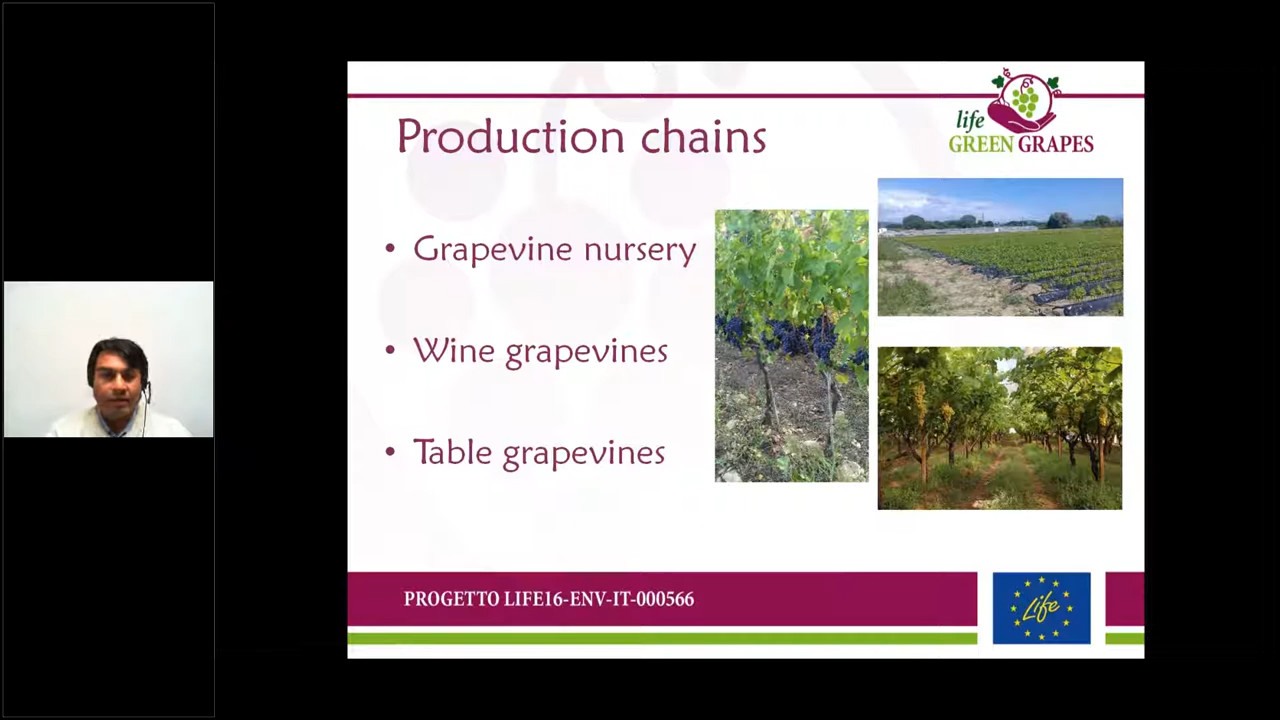 life
GREEN GRAPES
Production chains
• Grapevine nursery
• Wine grapevines
• Table grapevines
PROGETTO LIFE16-ENV-IT-000566
Life